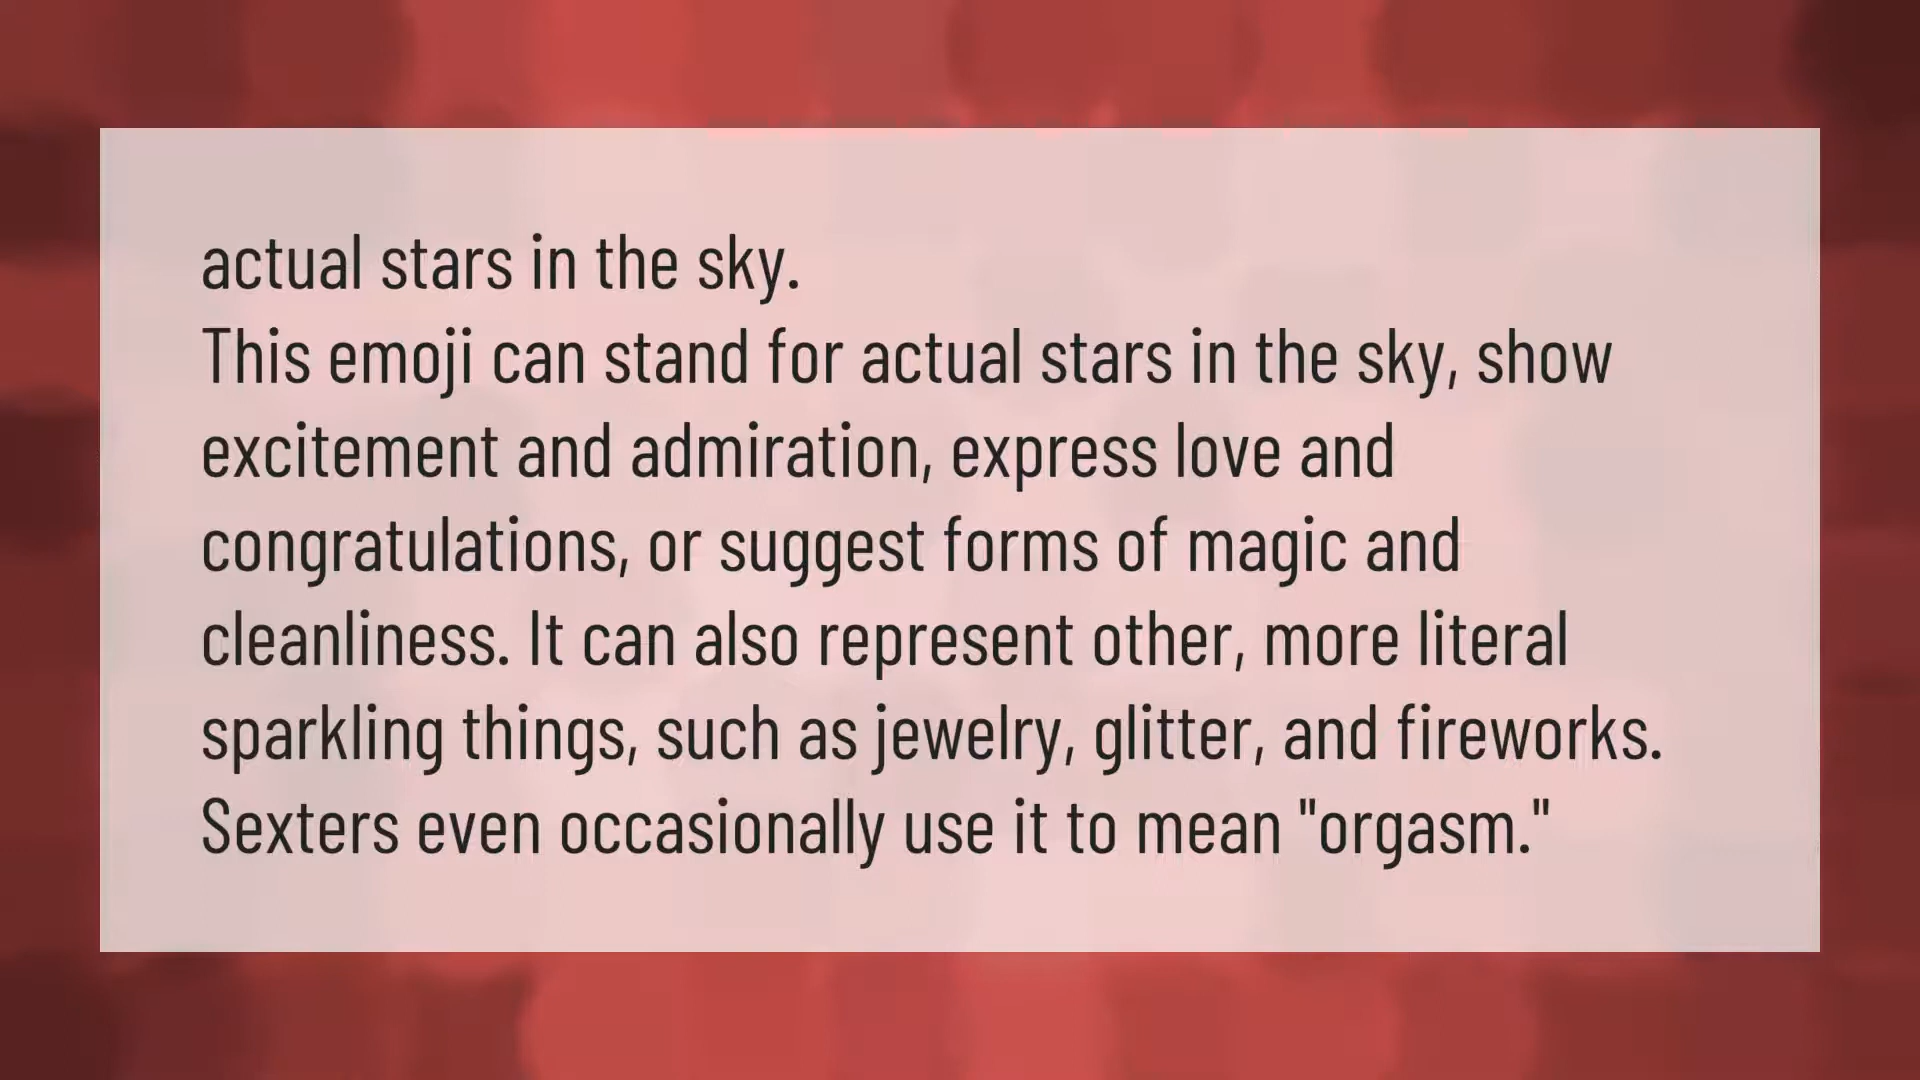 actual stars in the sky.
This emoji can stand for actual stars in the sky, show
excitement and admiration, express love and
congratulations, or suggest forms of magic and
cleanliness. It can also represent other, more literal
sparkling things, such as jewelry, glitter, and fireworks.
Sexters even occasionally use it to mean "orgasm."